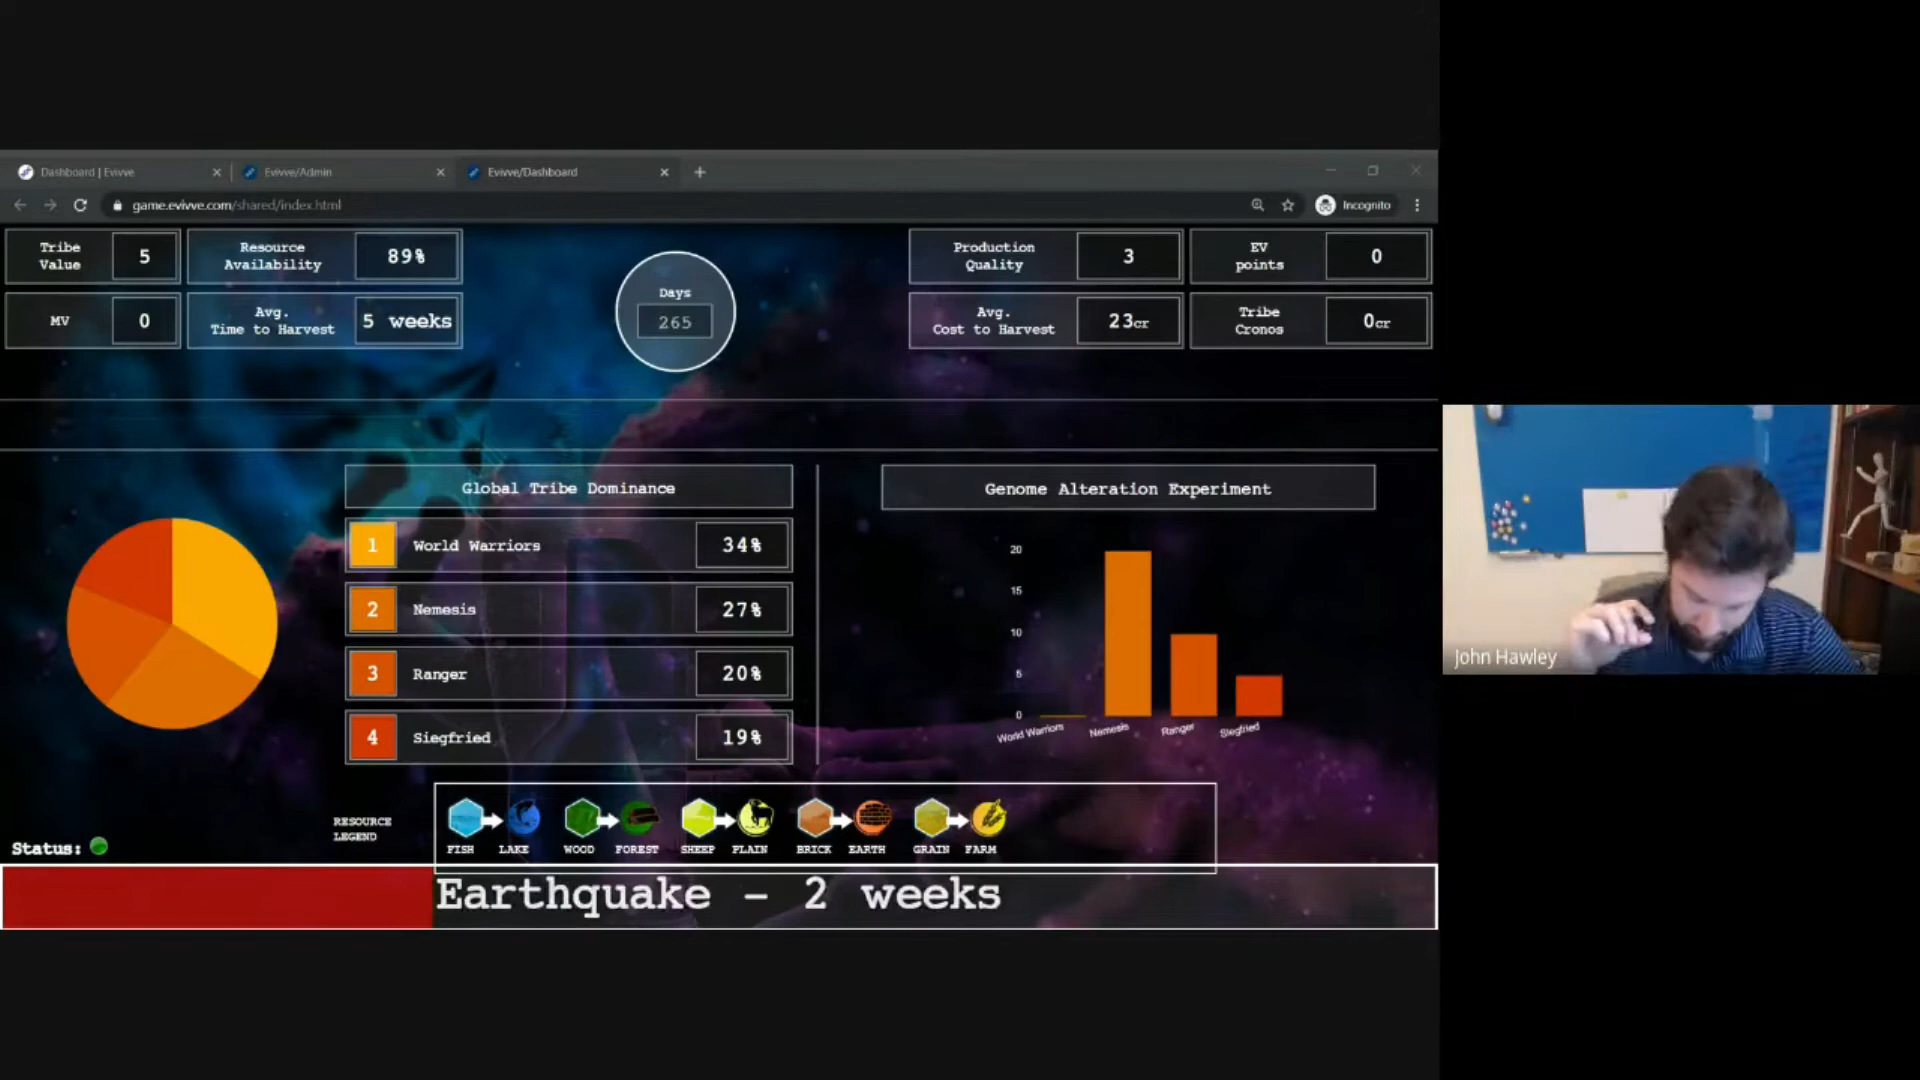 Dashboard | Evivve
Evivve/Admin
Evivve/Dashboard
game.evivve.com/shared/index.html
Incognito
Tribe
Value
5
Resource
Availability
89%
MV
0
Avg.
Time to Harvest
5 weeks
Days
265
Production
Quality
3
EV
points
0
Avg.
Cost to Harvest
23cr
Tribe
Cronos
0cr
Global Tribe Dominance
1 World Warriors 34%
2 Nemesis 27%
3 Ranger 20%
4 Siegfried 19%
Genome Alteration Experiment
20
15
10
5
0
World Warriors
Nemesis
Ranger
Siegfried
John Hawley
RESOURCE
LEGEND
FISH LAKE WOOD FOREST SHEEP PLAIN BRICK EARTH GRAIN FARM
Status:
Earthquake - 2 weeks